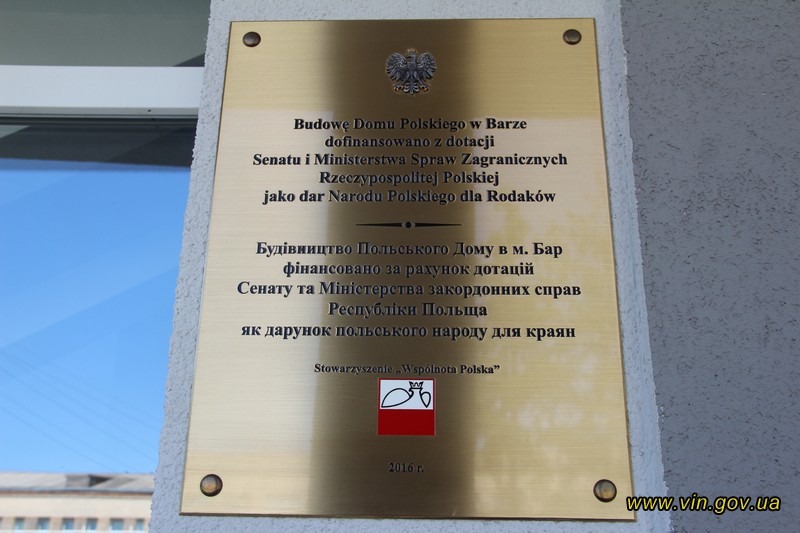 Budowę Domu Polskiego w Barze
dofinansowano z dotacji
Senatu i Ministerstwa Spraw Zagranicznych
Rzeczypospolitej Polskiej
jako dar Narodu Polskiego dla Rodaków
Будівництво Польського Дому в м. Бар
фінансовано за рахунок дотацій
Сенату та Міністерства закордонних справ
Республіки Польща
як дарунок польського народу для краян
Stowarzyszenie „Wspólnota Polska”
2016 r.
www.vin.gov.ua